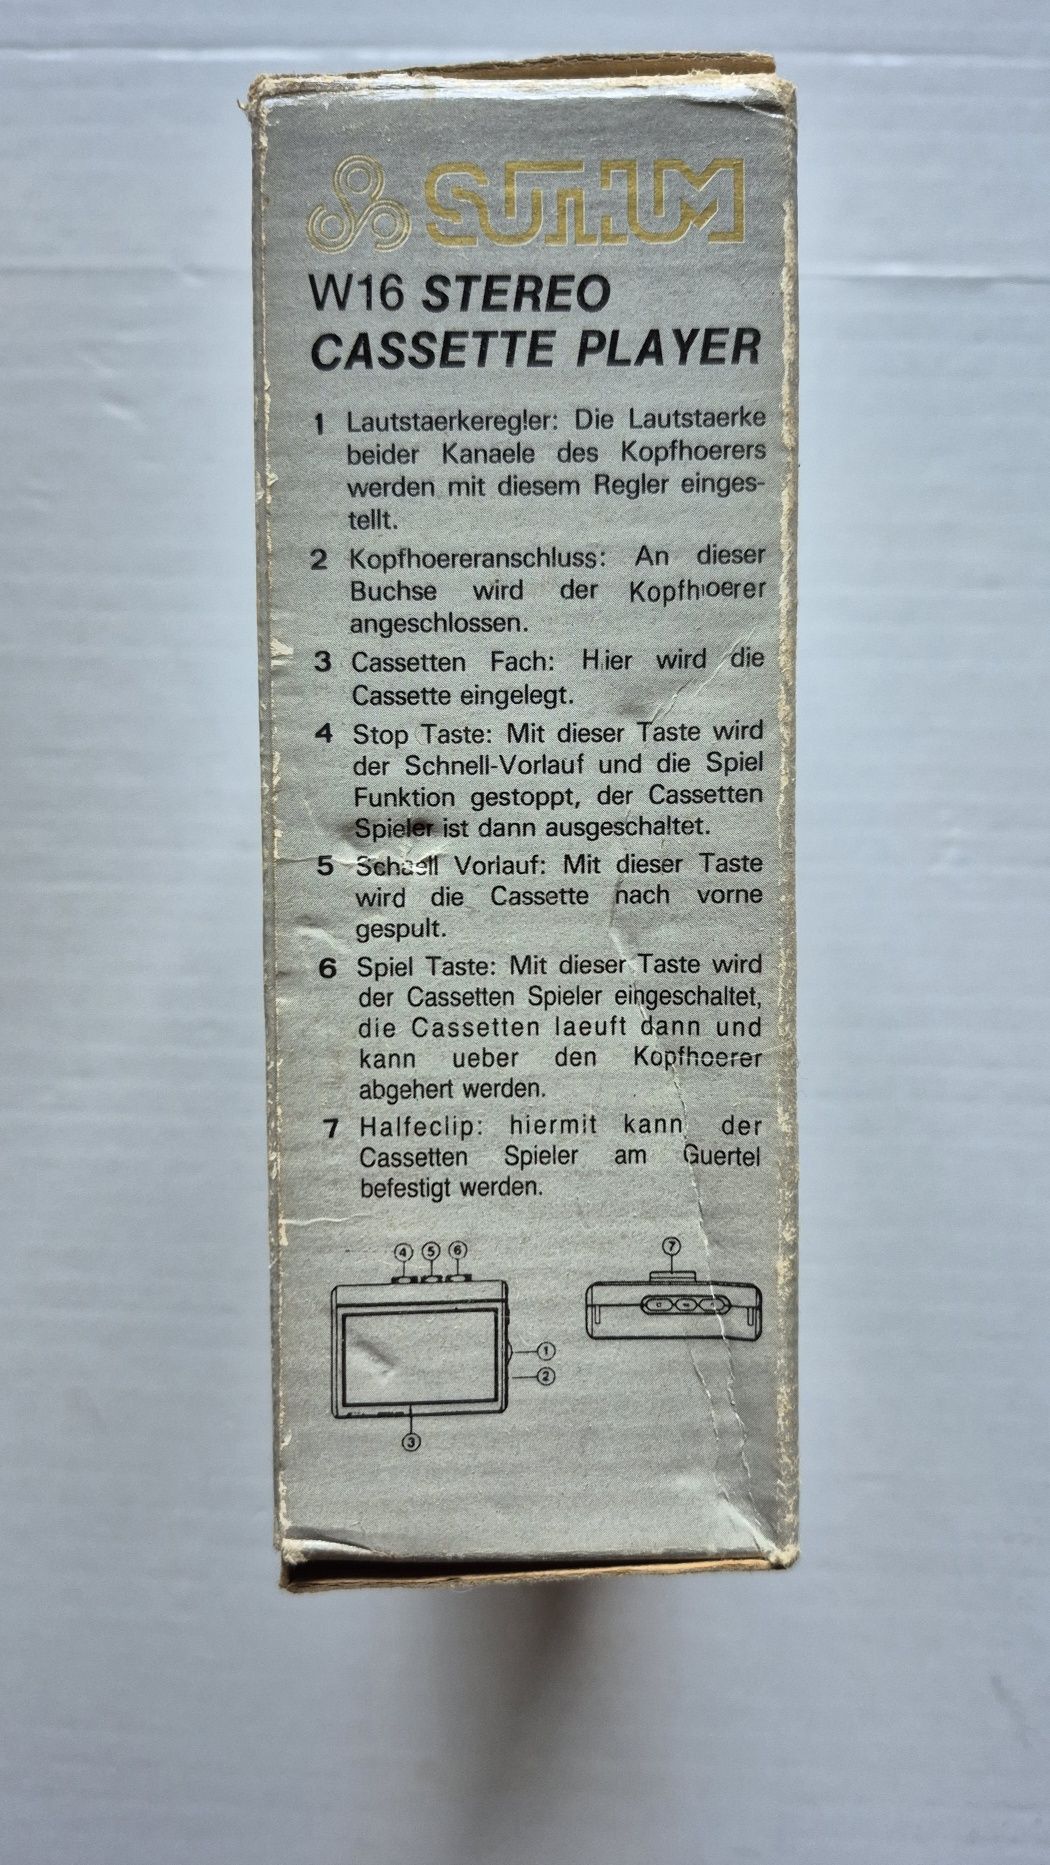 W16 STEREO
CASSETTE PLAYER
1 Lautstaerkeregler: Die Lautstaerke
beider Kanaele des Kopfhoerers
werden mit diesem Regler einges-
tellt.
2 Kopfhoereranschluss: An dieser
Buchse wird der Kopfhoerer
angeschlossen.
3 Cassetten Fach: Hier wird die
Cassette eingelegt.
4 Stop Taste: Mit dieser Taste wird
der Schnell-Vorlauf und die Spiel
Funktion gestoppt, der Cassetten
Spieler ist dann ausgeschaltet.
5 Schnell Vorlauf: Mit dieser Taste
wird die Cassette nach vorne
gespult.
6 Spiel Taste: Mit dieser Taste wird
der Cassetten Spieler eingeschaltet,
die Cassetten laeuft dann und
kann ueber den Kopfhoerer
abgehert werden.
7 Halfeclip: hiermit kann der
Cassetten Spieler am Guertel
befestigt werden.
4 5 6
7
1
2
3